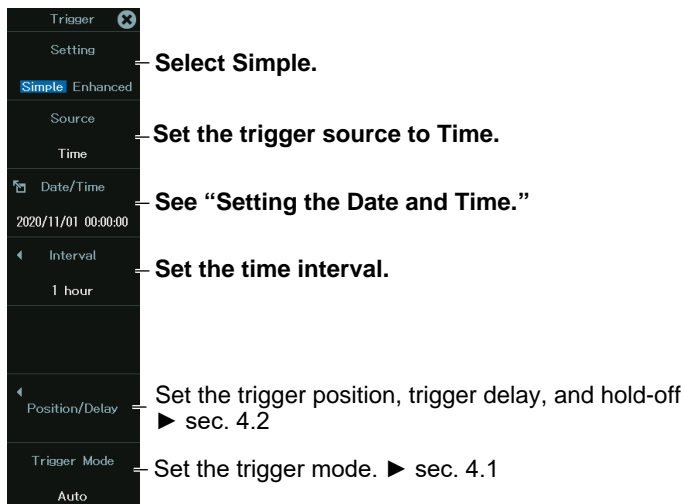 Trigger
Setting
Simple Enhanced
Select Simple.
Source
Time
Set the trigger source to Time.
Date/Time
2020/11/01 00:00:00
See “Setting the Date and Time.”
Interval
1 hour
Set the time interval.
Position/Delay
Set the trigger position, trigger delay, and hold-off
► sec. 4.2
Trigger Mode
Auto
Set the trigger mode. ► sec. 4.1